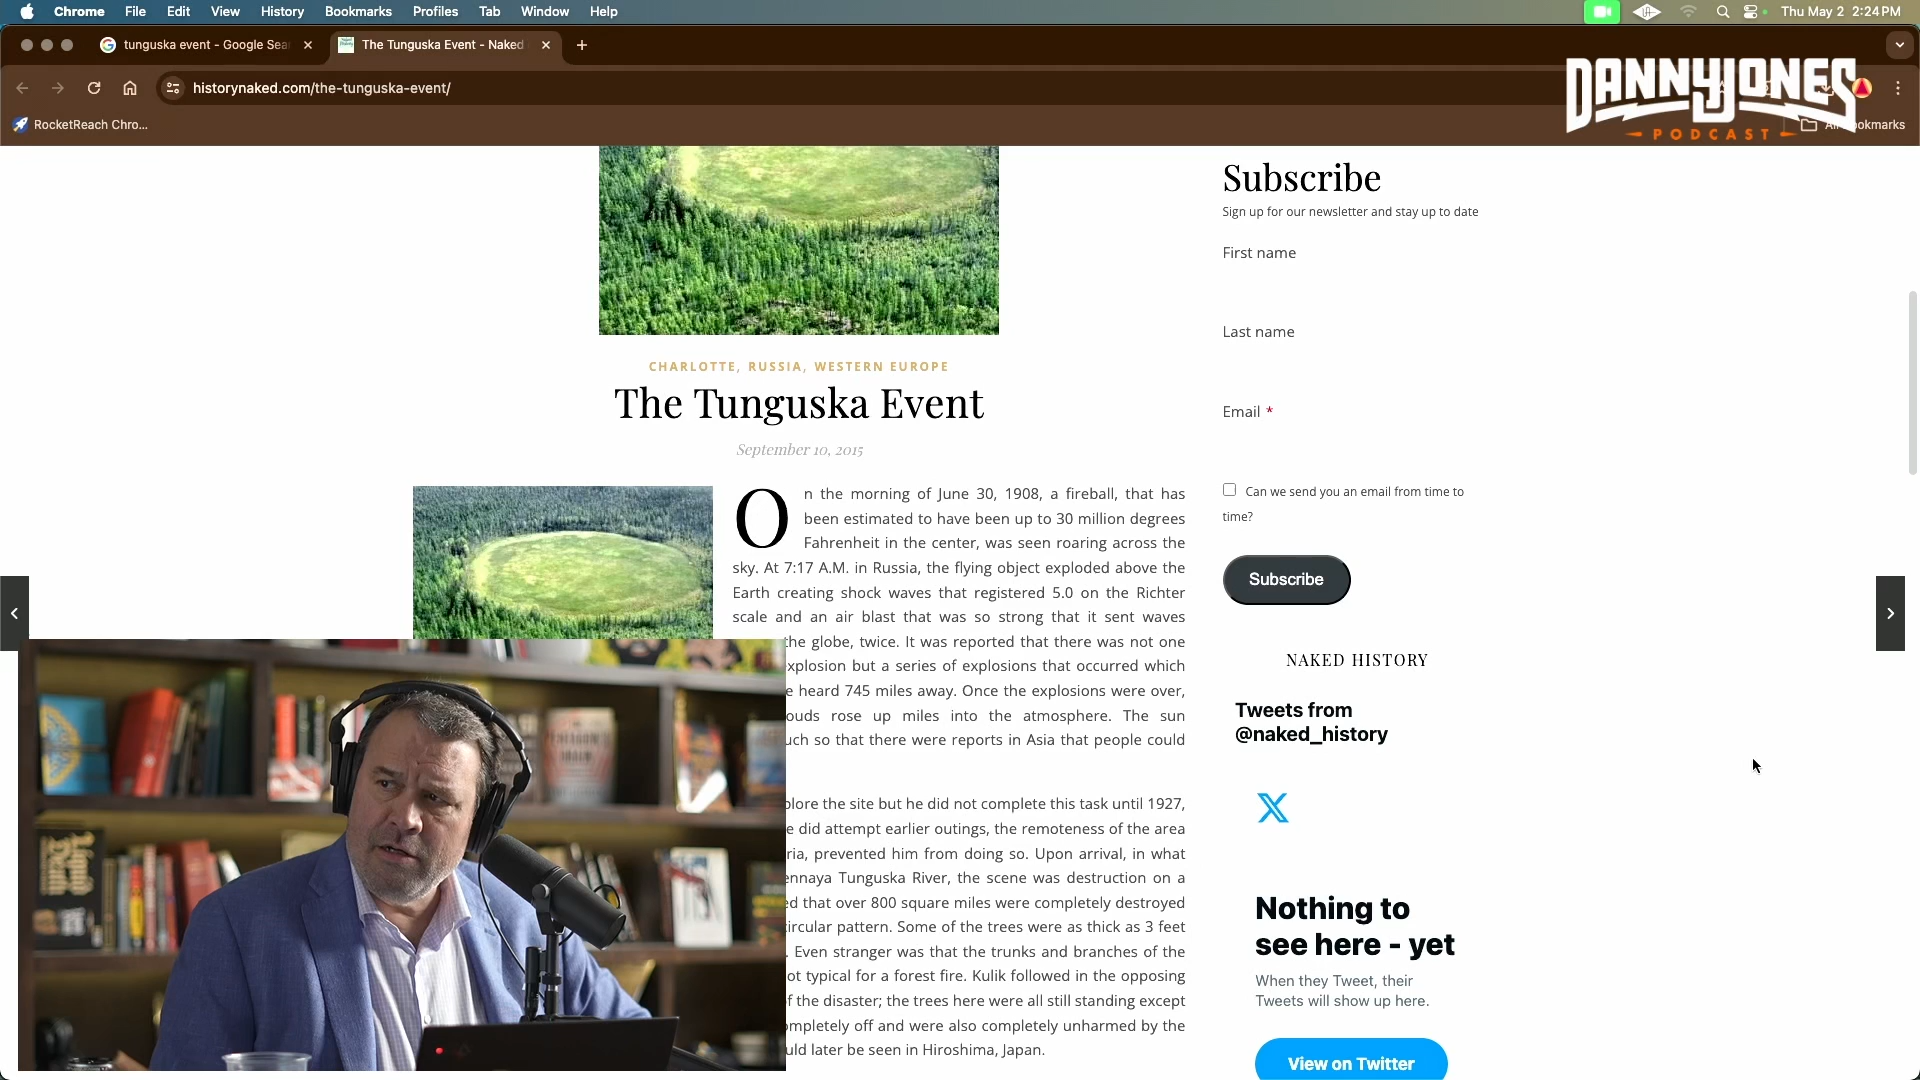 Chrome File Edit View History Bookmarks Profiles Tab Window Help
Thu May 2 2:24 PM
tunguska event - Google Sea
The Tunguska Event - Naked
historynaked.com/the-tunguska-event/
DANNY JONES
PODCAST
RocketReach Chro...
All Bookmarks
Subscribe
Sign up for our newsletter and stay up to date
First name
Last name
Email *
Can we send you an email from time to
time?
Subscribe
CHARLOTTE, RUSSIA, WESTERN EUROPE
The Tunguska Event
September 10, 2015
On the morning of June 30, 1908, a fireball, that has
been estimated to have been up to 30 million degrees
Fahrenheit in the center, was seen roaring across the
sky. At 7:17 A.M. in Russia, the flying object exploded above the
Earth creating shock waves that registered 5.0 on the Richter
scale and an air blast that was so strong that it sent waves
the globe, twice. It was reported that there was not one
xplosion but a series of explosions that occurred which
e heard 745 miles away. Once the explosions were over,
ouds rose up miles into the atmosphere. The sun
uch so that there were reports in Asia that people could
plore the site but he did not complete this task until 1927,
e did attempt earlier outings, the remoteness of the area
ria, prevented him from doing so. Upon arrival, in what
ennaya Tunguska River, the scene was destruction on a
ed that over 800 square miles were completely destroyed
ircular pattern. Some of the trees were as thick as 3 feet
. Even stranger was that the trunks and branches of the
ot typical for a forest fire. Kulik followed in the opposing
f the disaster; the trees here were all still standing except
ompletely off and were also completely unharmed by the
uld later be seen in Hiroshima, Japan.
NAKED HISTORY
Tweets from
@naked_history
Nothing to
see here - yet
When they Tweet, their
Tweets will show up here.
View on Twitter
PENTAGON'S
BRAIN